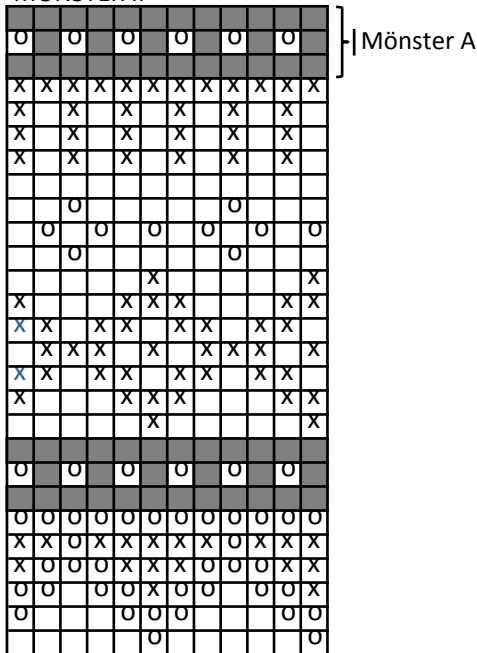 MÖNSTER
O O O O O O
Mönster A
X X X X X X X X X X X X
X X X X X X
X X X X X X
X X X X X X
O O
O O O O O O
O O
X X
X X X X X X
X X X X X X X X
X X X X X X X X
X X X X X X X X
X X X X X X
X X
O O O O O O
O O O O O O O O O O O O
X X O X X X X X O X X X
X O O O X X X O O O X X
O O O O X O O O O X
O O O O O O
O O